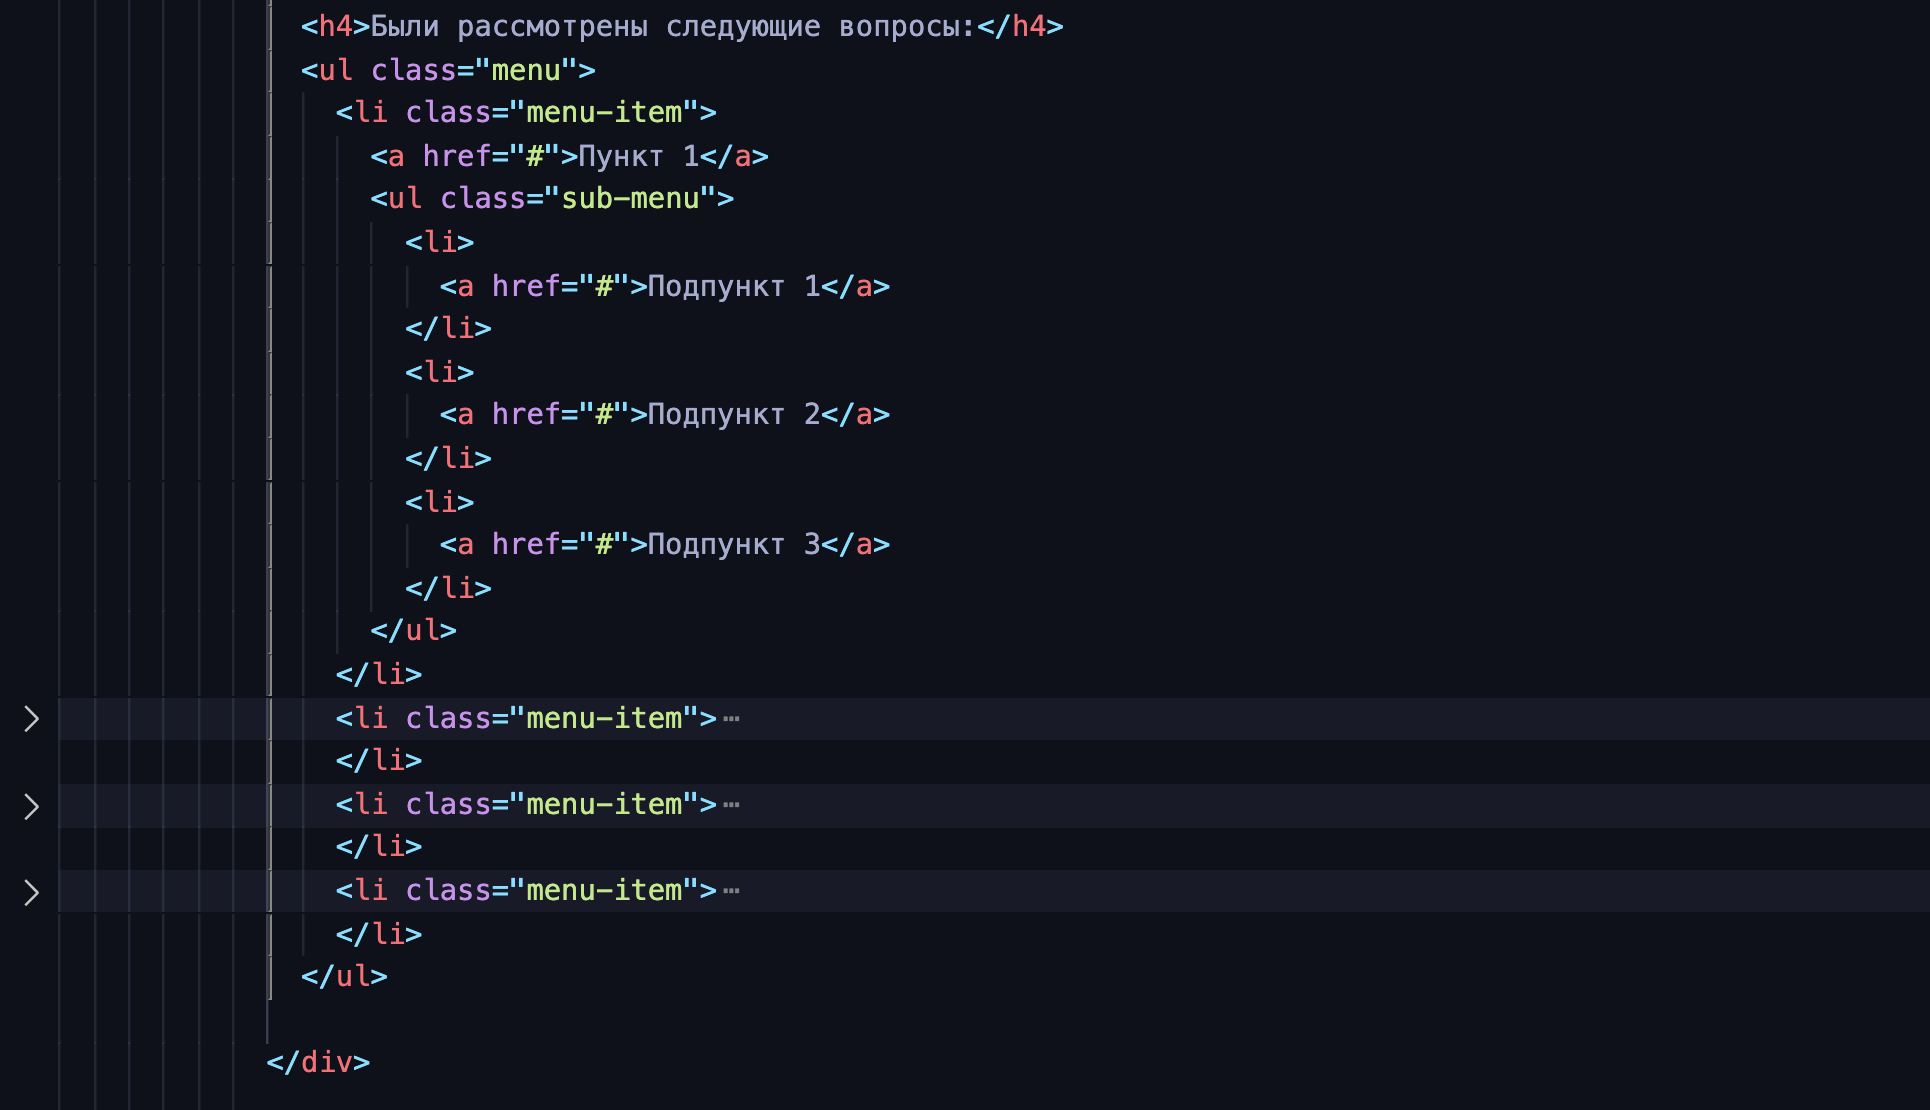 <h4>Были рассмотрены следующие вопросы:</h4>
<ul class="menu">
<li class="menu-item">
<a href="#">Пункт 1</a>
<ul class="sub-menu">
<li>
<a href="#">Подпункт 1</a>
</li>
<li>
<a href="#">Подпункт 2</a>
</li>
<li>
<a href="#">Подпункт 3</a>
</li>
</ul>
</li>
<li class="menu-item">…
</li>
<li class="menu-item">…
</li>
<li class="menu-item">…
</li>
</ul>
</div>